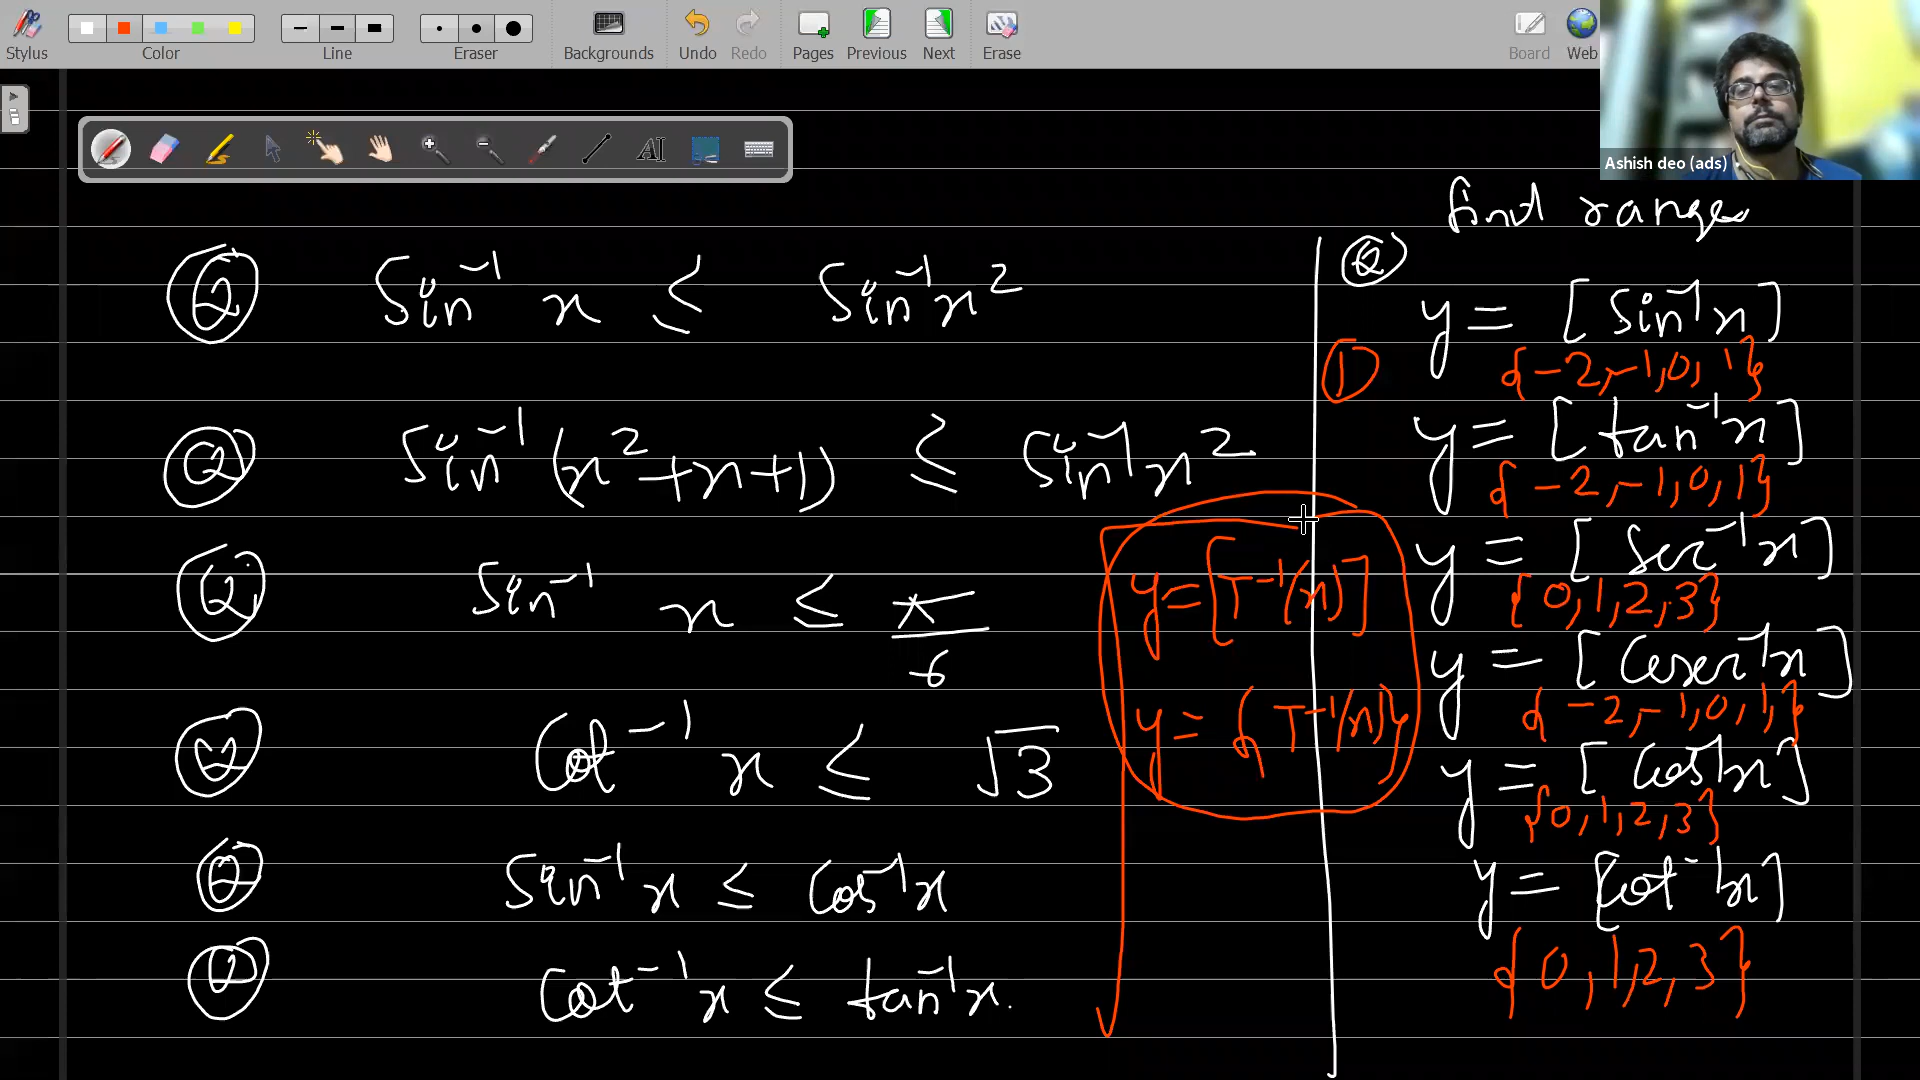 Stylus Color Line Eraser Backgrounds Undo Redo Pages Previous Next Erase Board Web
Ashish deo (ads)
find range
Q Sin⁻¹ x ≤ Sin⁻¹x²
Q Sin⁻¹ (x²+x+1) ≤ Sin⁻¹x²
Q Sin⁻¹ x ≤ π/6
Q Cot⁻¹ x ≤ √3
Q Sin⁻¹x ≤ Cos⁻¹x
Q Cot⁻¹x ≤ tan⁻¹x.
y=[T⁻¹(x)]
y={T⁻¹(x)}
Q
y = [Sin⁻¹x]
① {-2,-1,0,1}
y = [tan⁻¹x]
{-2,-1,0,1}
y = [Sec⁻¹x]
{0,1,2,3}
y = [Cosec⁻¹x]
{-2,-1,0,1,}
y = [Cos⁻¹x]
{0,1,2,3}
y = [Cot⁻¹x]
{0,1,2,3}